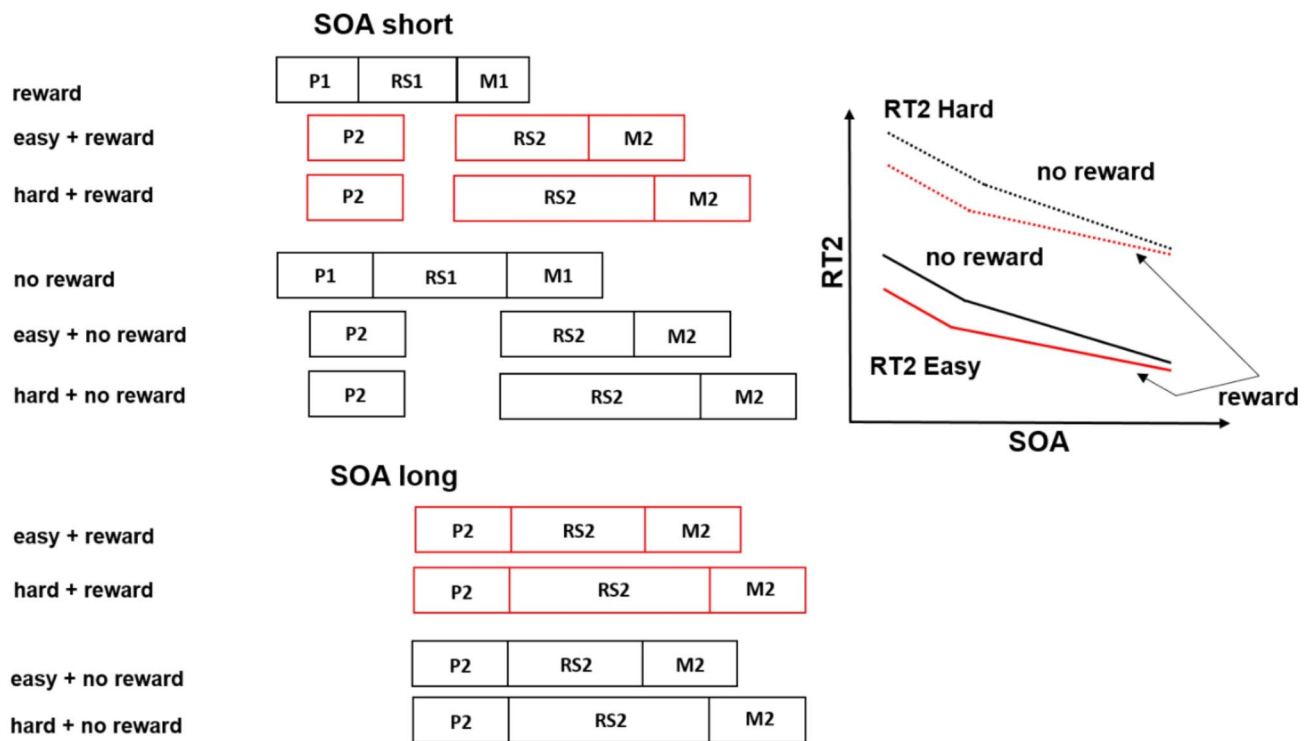 SOA short
reward P1 RS1 M1
easy + reward P2 RS2 M2
hard + reward P2 RS2 M2
no reward P1 RS1 M1
easy + no reward P2 RS2 M2
hard + no reward P2 RS2 M2
SOA long
easy + reward P2 RS2 M2
hard + reward P2 RS2 M2
easy + no reward P2 RS2 M2
hard + no reward P2 RS2 M2
RT2 Hard
no reward
no reward
RT2
RT2 Easy
reward
SOA